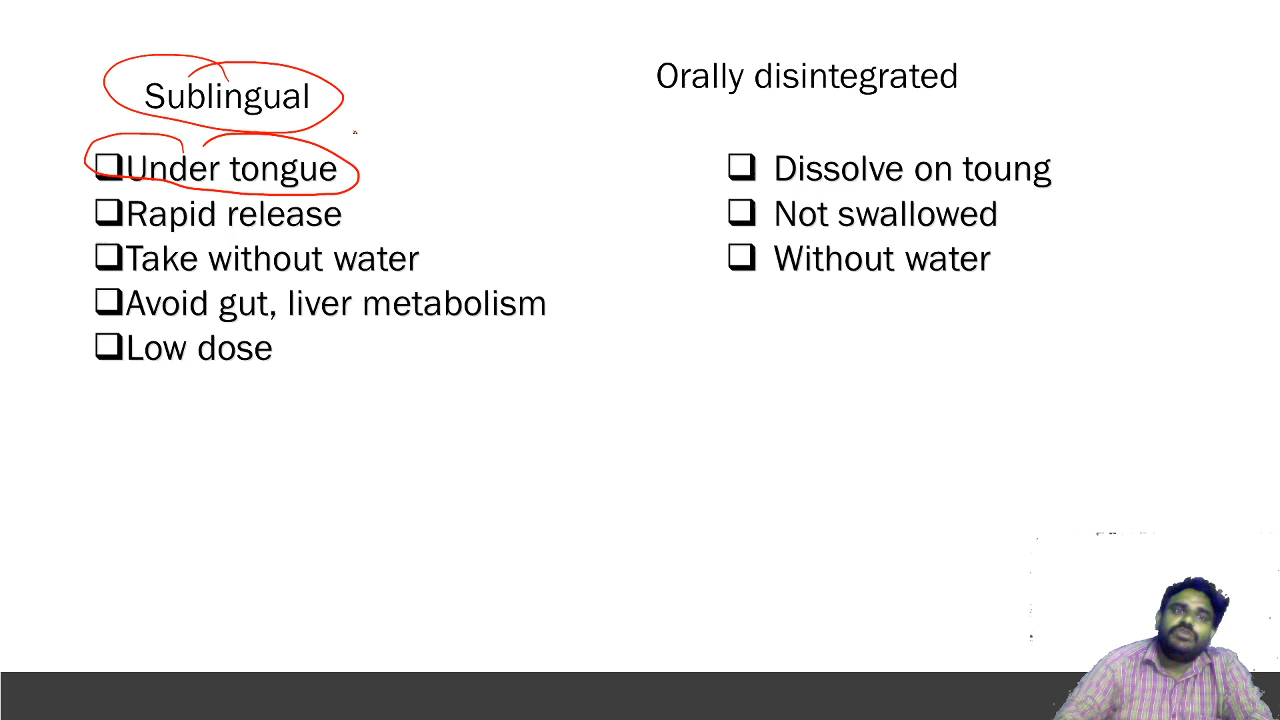 Sublingual
Under tongue
Rapid release
Take without water
Avoid gut, liver metabolism
Low dose
Orally disintegrated
Dissolve on toung
Not swallowed
Without water